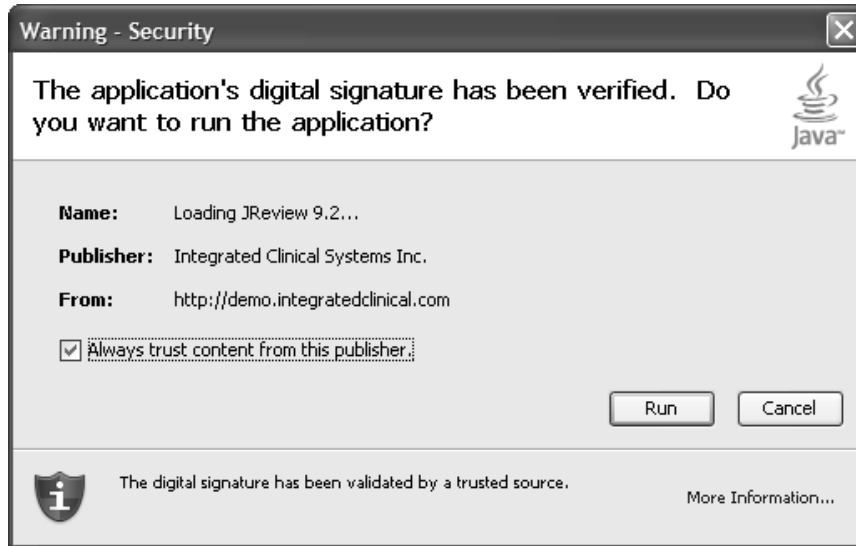 Warning - Security
The application's digital signature has been verified.  Do
you want to run the application?
Java™
Name: Loading JReview 9.2...
Publisher: Integrated Clinical Systems Inc.
From: http://demo.integratedclinical.com
Always trust content from this publisher.
Run Cancel
The digital signature has been validated by a trusted source.
More Information...